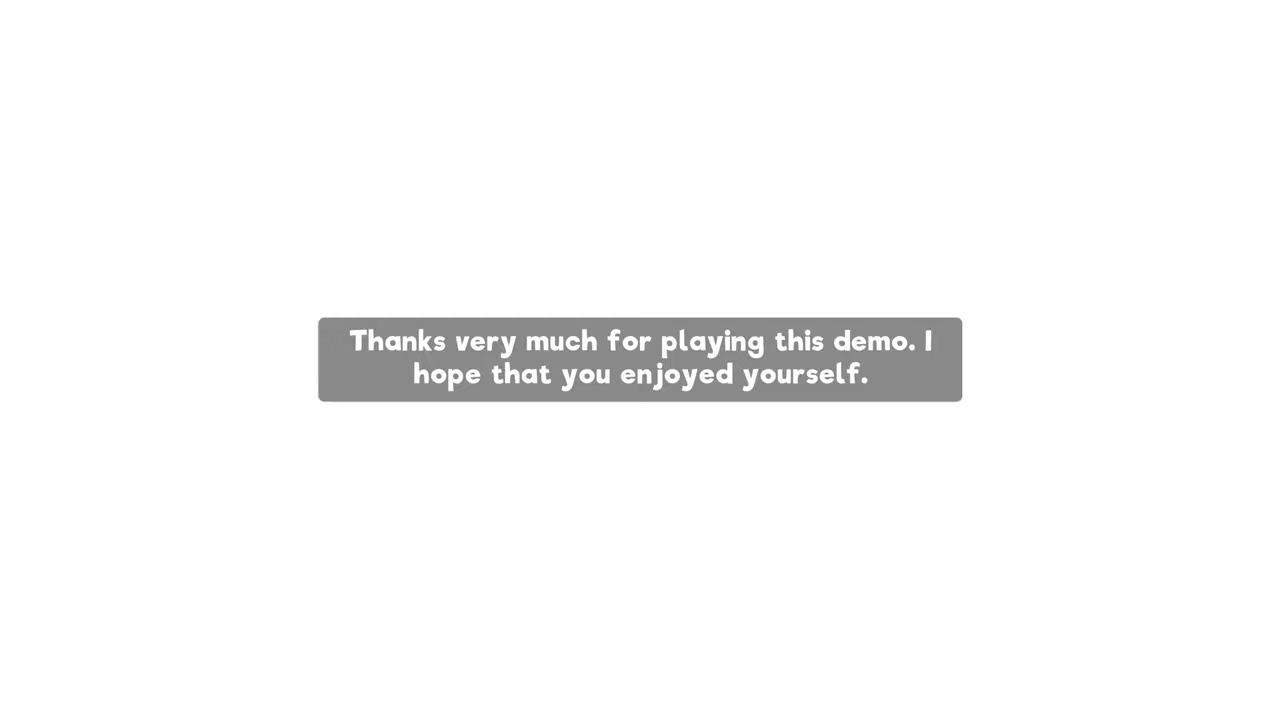 Thanks very much for playing this demo. I
hope that you enjoyed yourself.